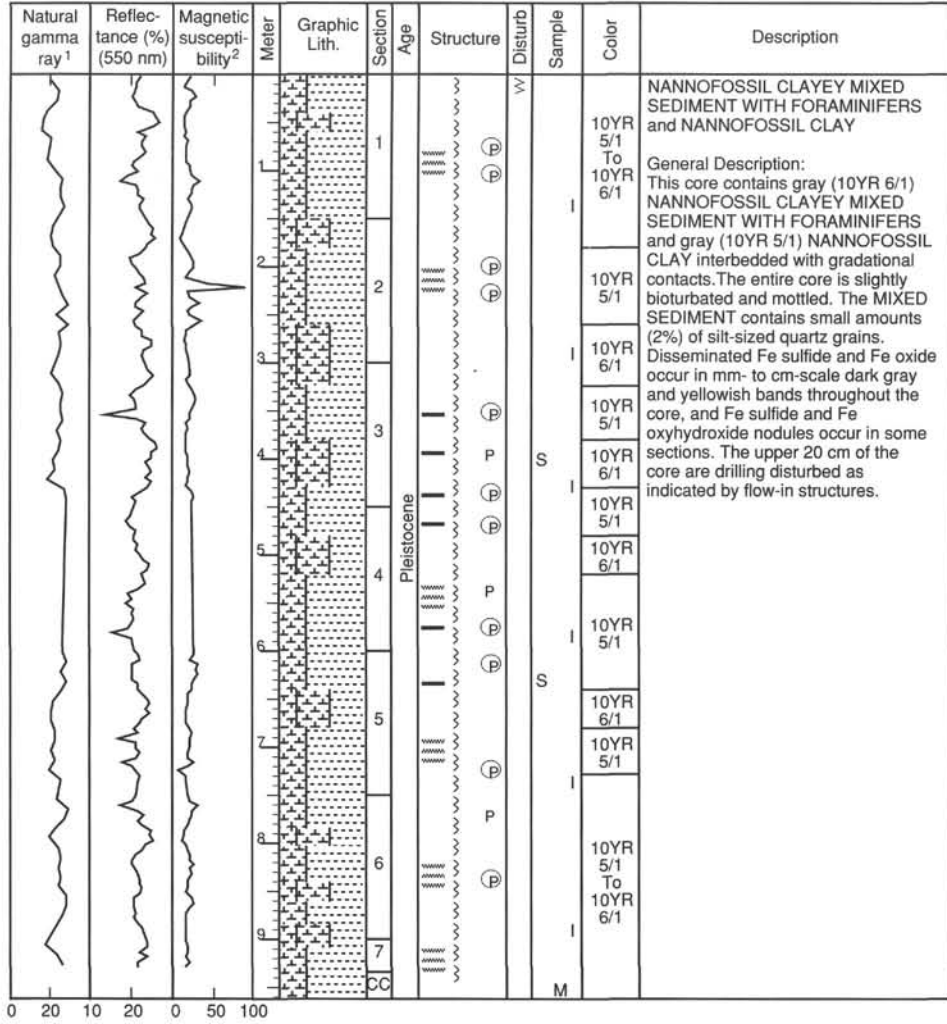 Natural
gamma
ray 1
Reflec-
tance (%)
(550 nm)
Magnetic
suscepti-
bility2
Meter
Graphic
Lith.
Section
Age
Structure
Disturb
Sample
Color
Description
1
2
3
4
5
6
7
8
9
1
2
3
4
5
6
7
CC
Pleistocene
P
P
P
P
P
P
P
P
P
P
P
P
P
P
W
I
I
S
I
I
S
I
I
M
10YR
5/1
To
10YR
6/1
10YR
5/1
10YR
6/1
10YR
5/1
10YR
6/1
10YR
5/1
10YR
6/1
10YR
5/1
10YR
6/1
10YR
5/1
10YR
5/1
To
10YR
6/1
NANNOFOSSIL CLAYEY MIXED
SEDIMENT WITH FORAMINIFERS
and NANNOFOSSIL CLAY
General Description:
This core contains gray (10YR 6/1)
NANNOFOSSIL CLAYEY MIXED
SEDIMENT WITH FORAMINIFERS
and gray (10YR 5/1) NANNOFOSSIL
CLAY interbedded with gradational
contacts.The entire core is slightly
bioturbated and mottled. The MIXED
SEDIMENT contains small amounts
(2%) of silt-sized quartz grains.
Disseminated Fe sulfide and Fe oxide
occur in mm- to cm-scale dark gray
and yellowish bands throughout the
core, and Fe sulfide and Fe
oxyhydroxide nodules occur in some
sections. The upper 20 cm of the
core are drilling disturbed as
indicated by flow-in structures.
0 20 10 20 0 50 100